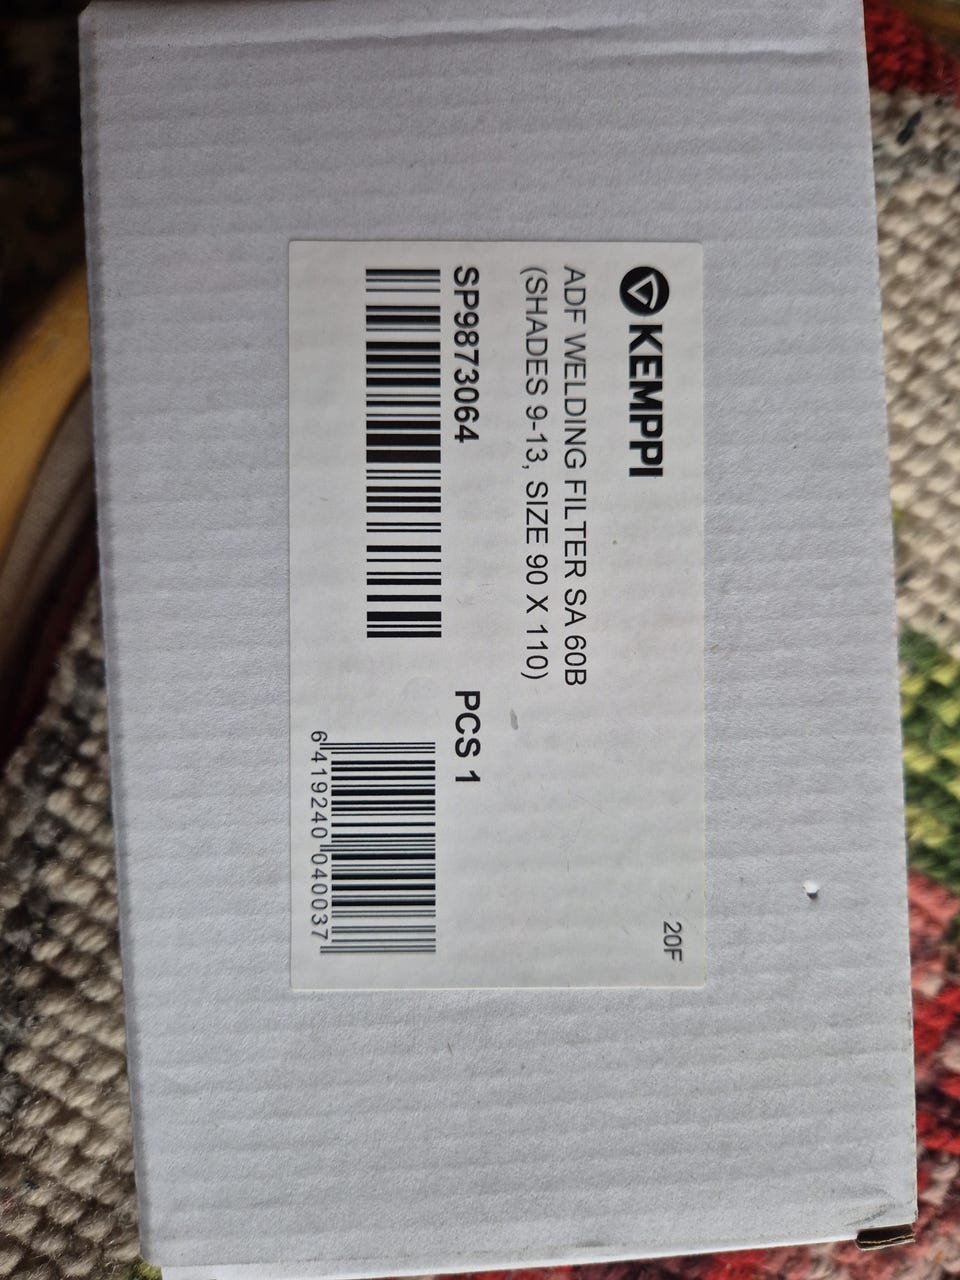 KEMPPI
20F
ADF WELDING FILTER SA 60B
(SHADES 9-13, SIZE 90 X 110)
SP9873064
PCS 1
6 419240 040037